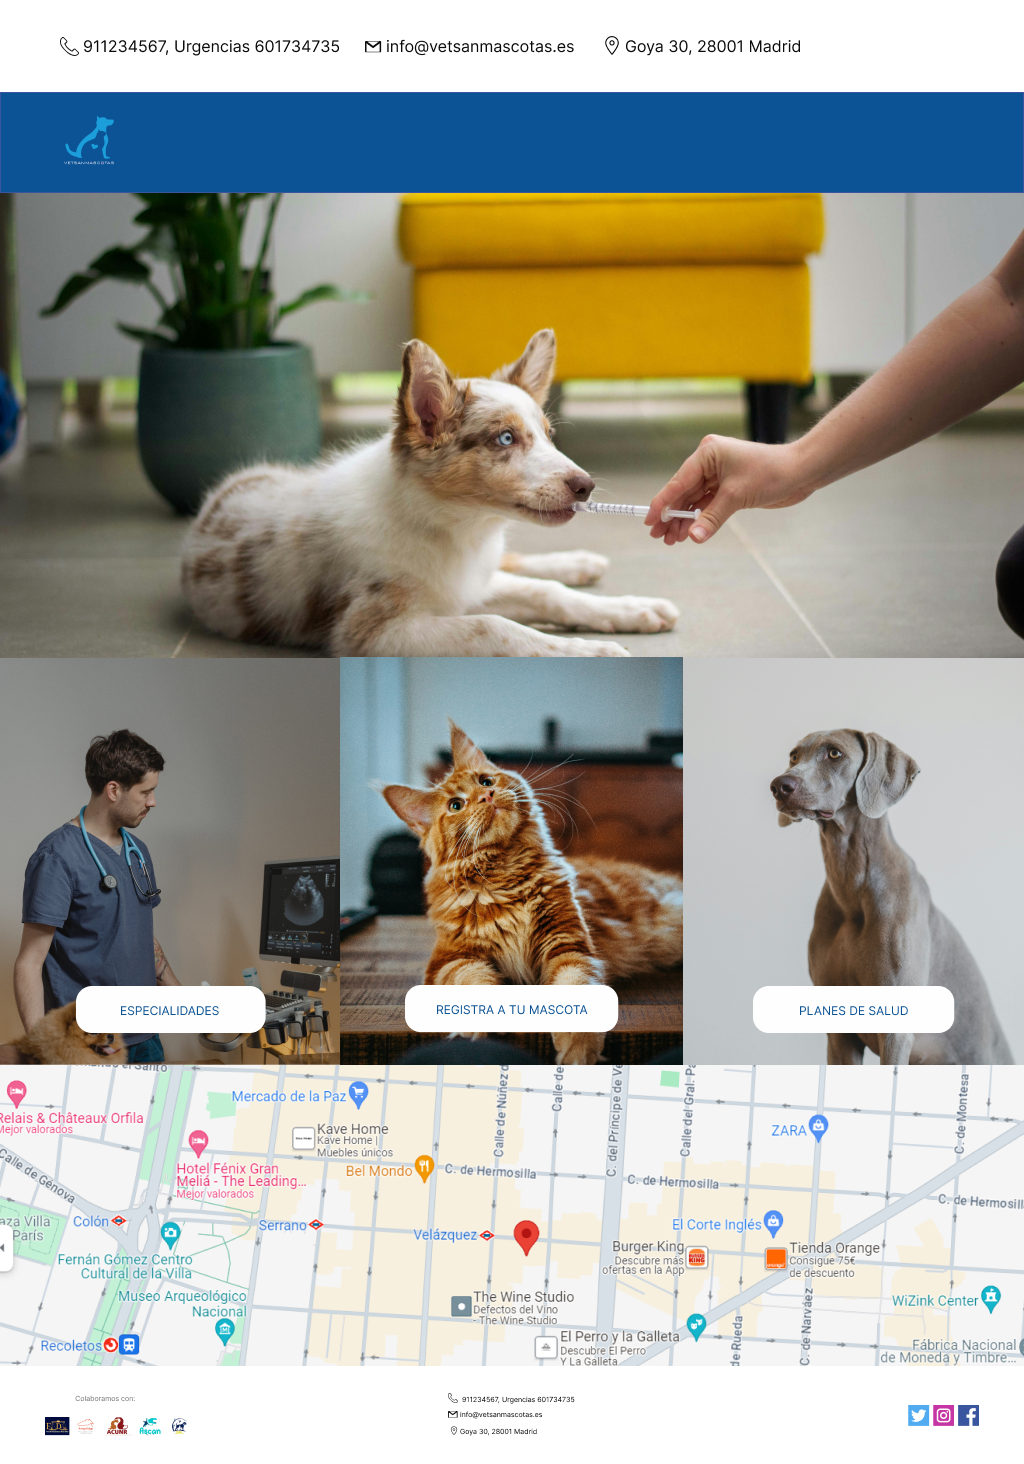 911234567, Urgencias 601734735
info@vetsanmascotas.es
Goya 30, 28001 Madrid
VETSANMASCOTAS
ESPECIALIDADES
REGISTRA A TU MASCOTA
PLANES DE SALUD
Relais & Châteaux Orfila
Mejor valorados
Mercado de la Paz
Kave Home
Kave Home |
Muebles únicos
Calle de Núñez d
Calle de
C. del Príncipe de Ve
Calle del Gral. Pa
ZARA
C. de Montesa
Hotel Fénix Gran
Meliá - The Leading...
Mejor valorados
Bel Mondo
C. de Hermosilla
C. de Hermosilla
C. de Hermosill
Calle de Génova
aza Villa
París
Colón
Serrano
Velázquez
El Corte Inglés
Fernán Gómez Centro
Cultural de la Villa
Burger King
Descubre más
ofertas en la App
BURGER KING
Tienda Orange
Consigue 75€
de descuento
Museo Arqueológico
Nacional
The Wine Studio
Defectos del Vino
- The Wine Studio
C. de Narváez
WiZink Center
Recoletos
El Perro y la Galleta
Descubre El Perro
Y La Galleta
de Rueda
Fábrica Nacional
de Moneda y Timbre...
Colaboramos con:
ACUNR
Ascan
911234567, Urgencias 601734735
info@vetsanmascotas.es
Goya 30, 28001 Madrid